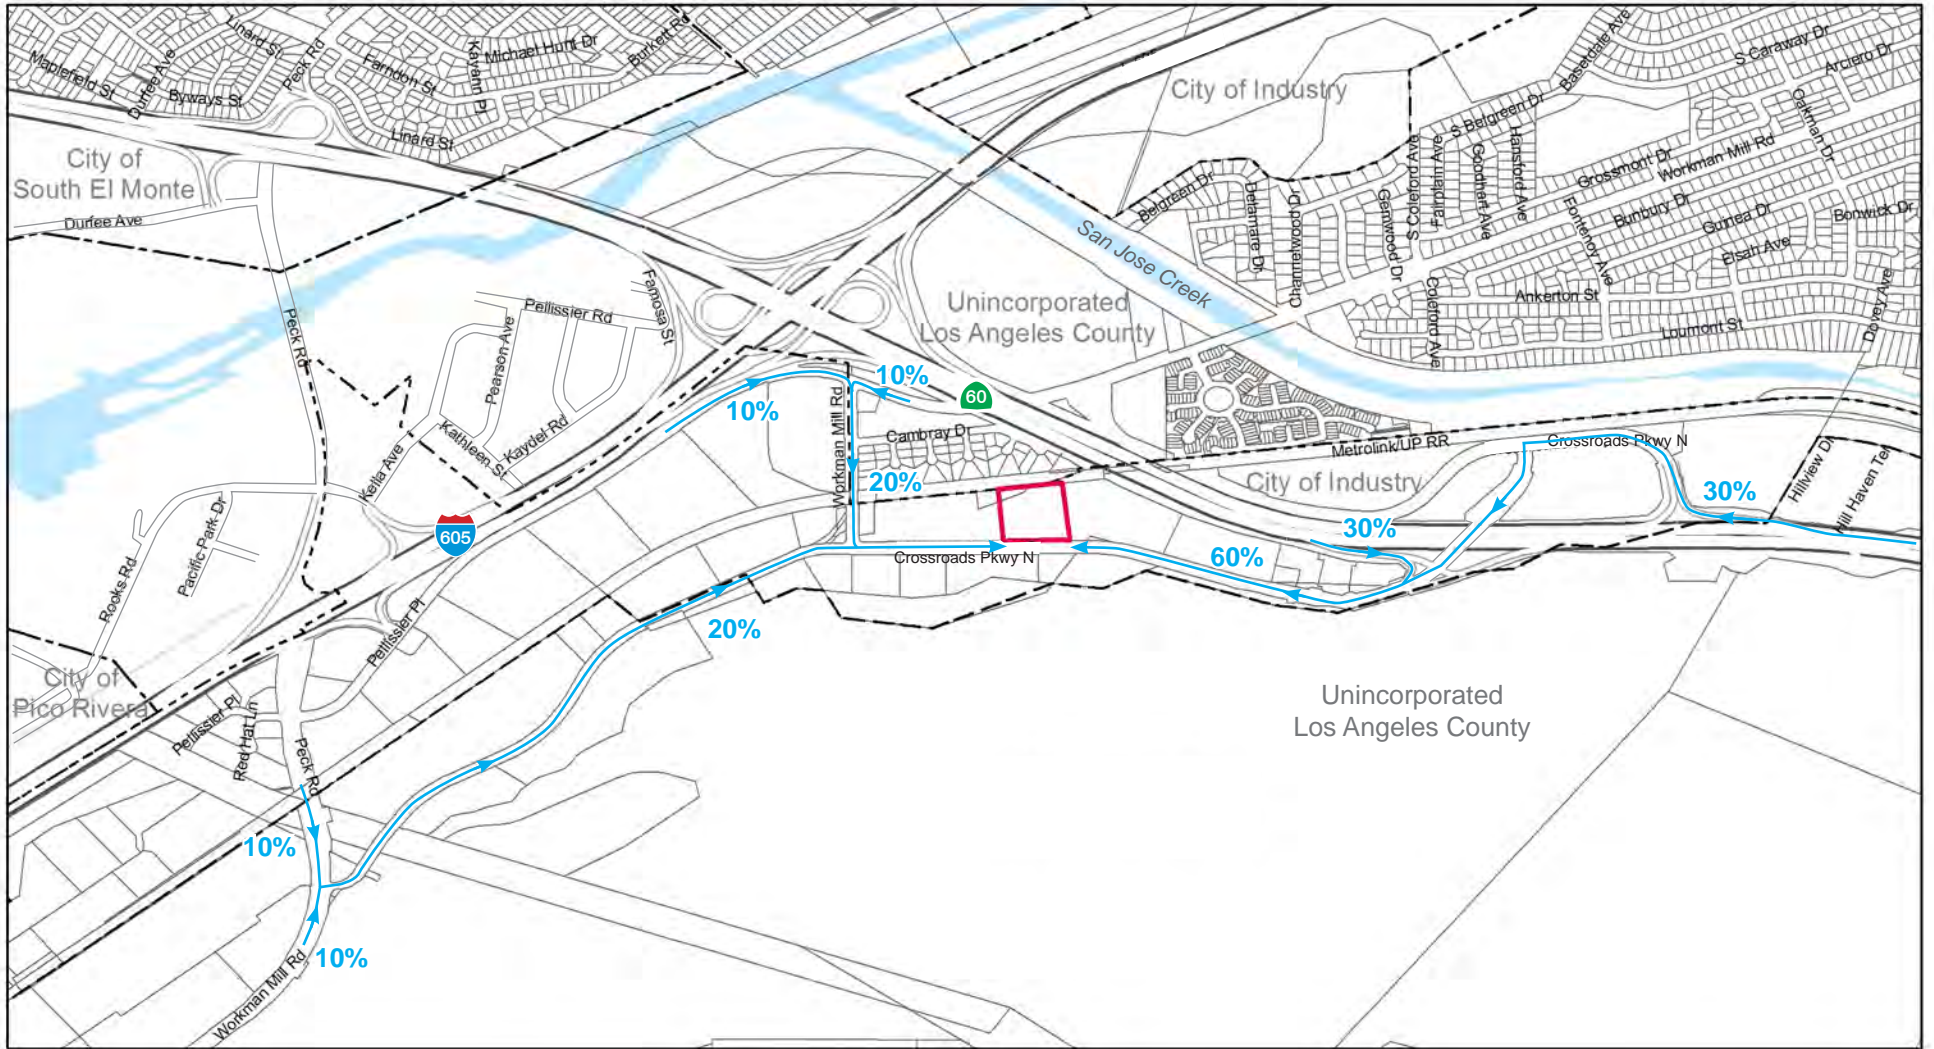 Linard St
Peck Rd
Maplefield St
Durfee Ave
Byways St
Farndon St
Kavann Pl
Michael Hunt Dr
Burkett Rd
Linard St
City of
South El Monte
Durfee Ave
City of Industry
Basedale Ave
S Caraway Dr
Arciero Dr
S Belgreen Dr
Oakman Dr
S Coleford Ave
Fairplain Ave
Goodhart Ave
Hansford Ave
Grossmont Dr
Workman Mill Rd
Belgreen Dr
Delamare Dr
Channelwood Dr
Gemwood Dr
Fontenoy Ave
Bunbury Dr
Guinea Dr
Bonwick Dr
Elsah Ave
San Jose Creek
Unincorporated
Los Angeles County
Coleford Ave
Ankerton St
Loumont St
Dovey Ave
Peck Rd
Pellissier Rd
Famosa St
Pearson Ave
Kella Ave
Kathleen St
Kaydel Rd
10%
10%
60
Workman Mill Rd
Cambray Dr
20%
Metrolink/UP RR
Crossroads Pkwy N
City of Industry
30%
Hillview Dr
Hill Haven Ter
30%
60%
605
Rooks Rd
Pacific Park Dr
Pellissier Pl
Crossroads Pkwy N
20%
City of
Pico Rivera
Pellissier Pl
Red Hat Ln
Peck Rd
Unincorporated
Los Angeles County
10%
10%
Workman Mill Rd